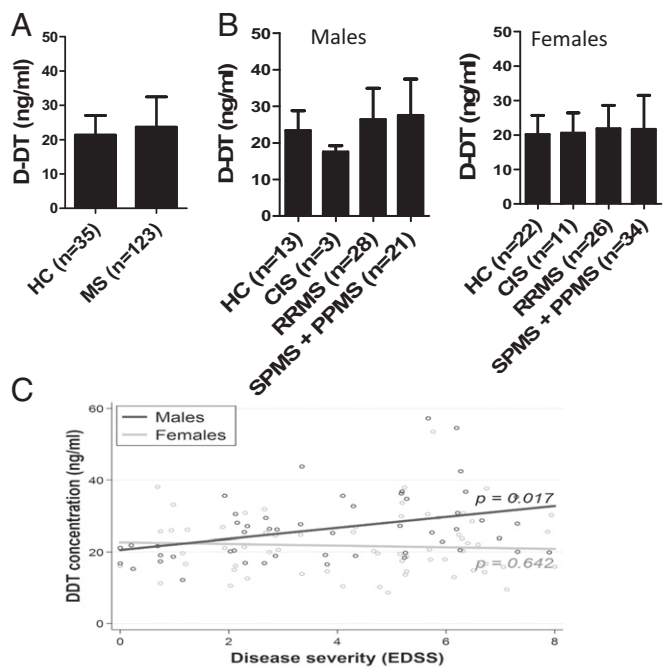 A
50
40
30
20
10
0
D-DT (ng/ml)
HC (n=35)
MS (n=123)
B
Males
50
40
30
20
10
0
D-DT (ng/ml)
HC (n=13)
CIS (n=3)
RRMS (n=28)
SPMS + PPMS (n=21)
Females
50
40
30
20
10
0
D-DT (ng/ml)
HC (n=22)
CIS (n=11)
RRMS (n=26)
SPMS + PPMS (n=34)
C
Males
Females
60
40
20
0
DDT concentration (ng/ml)
p = 0.017
p = 0.642
0
2
4
6
8
Disease severity (EDSS)